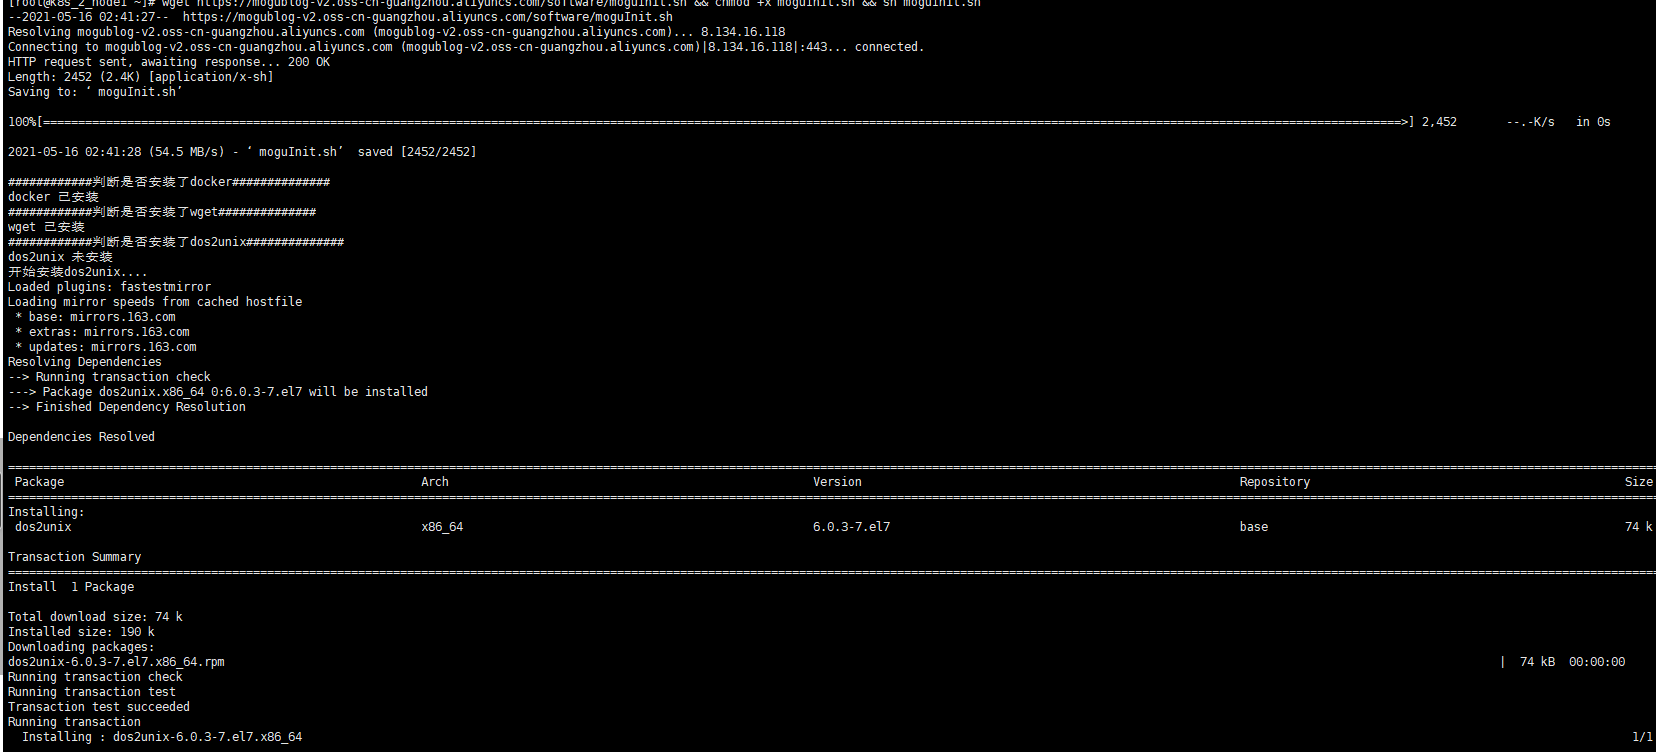 [root@k8s_2_node1 ~]# wget https://mogublog-v2.oss-cn-guangzhou.aliyuncs.com/software/moguInit.sh && chmod +x moguInit.sh && sh moguInit.sh
--2021-05-16 02:41:27--  https://mogublog-v2.oss-cn-guangzhou.aliyuncs.com/software/moguInit.sh
Resolving mogublog-v2.oss-cn-guangzhou.aliyuncs.com (mogublog-v2.oss-cn-guangzhou.aliyuncs.com)... 8.134.16.118
Connecting to mogublog-v2.oss-cn-guangzhou.aliyuncs.com (mogublog-v2.oss-cn-guangzhou.aliyuncs.com)|8.134.16.118|:443... connected.
HTTP request sent, awaiting response... 200 OK
Length: 2452 (2.4K) [application/x-sh]
Saving to: ‘ moguInit.sh’
100%[======================================>] 2,452 --.-K/s in 0s
2021-05-16 02:41:28 (54.5 MB/s) - ‘ moguInit.sh’ saved [2452/2452]
############判断是否安装了docker##############
docker 己安装
############判断是否安装了wget##############
wget 己安装
############判断是否安装了dos2unix##############
dos2unix 未安装
开始安装dos2unix....
Loaded plugins: fastestmirror
Loading mirror speeds from cached hostfile
* base: mirrors.163.com
* extras: mirrors.163.com
* updates: mirrors.163.com
Resolving Dependencies
--> Running transaction check
---> Package dos2unix.x86_64 0:6.0.3-7.el7 will be installed
--> Finished Dependency Resolution
Dependencies Resolved
Package Arch Version Repository Size
Installing:
dos2unix x86_64 6.0.3-7.el7 base 74 k
Transaction Summary
Install  1 Package
Total download size: 74 k
Installed size: 190 k
Downloading packages:
dos2unix-6.0.3-7.el7.x86_64.rpm | 74 kB 00:00:00
Running transaction check
Running transaction test
Transaction test succeeded
Running transaction
Installing : dos2unix-6.0.3-7.el7.x86_64 1/1